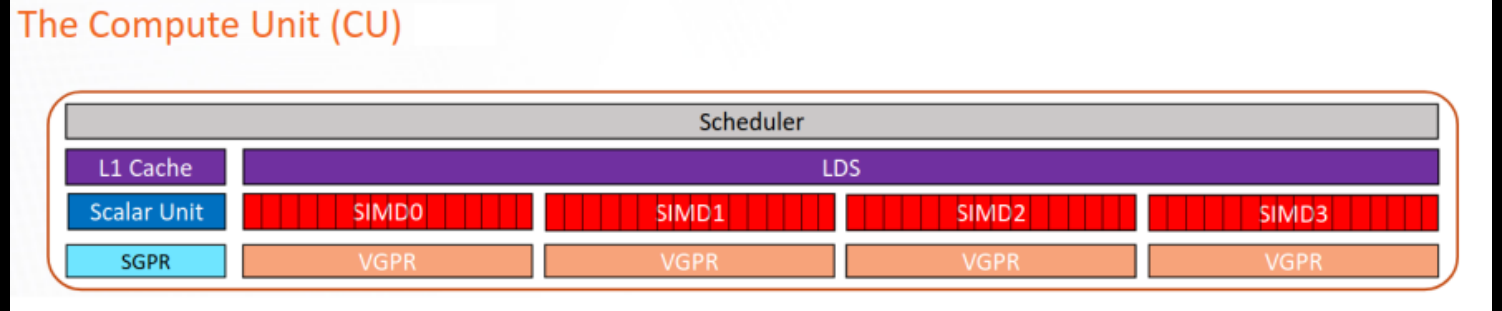 The Compute Unit (CU)
Scheduler
L1 Cache LDS
Scalar Unit SIMD0 SIMD1 SIMD2 SIMD3
SGPR VGPR VGPR VGPR VGPR